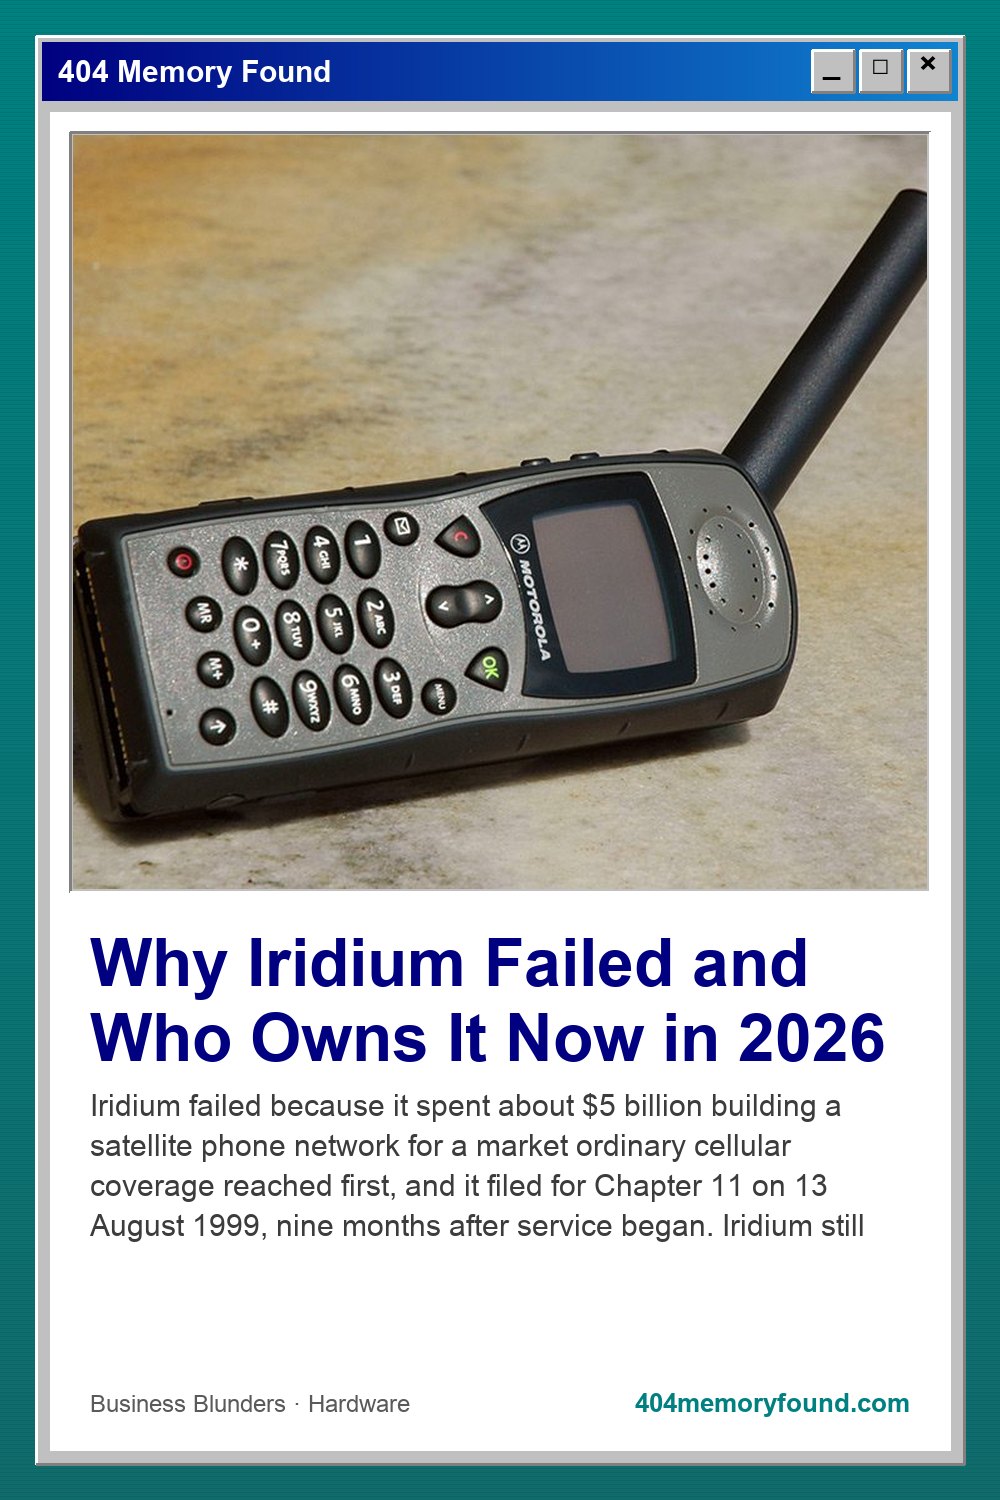 404 Memory Found
MOTOROLA
OK
MENU
1
2 ABC
3 DEF
4 GHI
5 JKL
6 MNO
7 PQRS
8 TUV
9 WXYZ
*
0 +
#
MR
M+
Why Iridium Failed and
Who Owns It Now in 2026
Iridium failed because it spent about $5 billion building a
satellite phone network for a market ordinary cellular
coverage reached first, and it filed for Chapter 11 on 13
August 1999, nine months after service began. Iridium still
Business Blunders · Hardware
404memoryfound.com